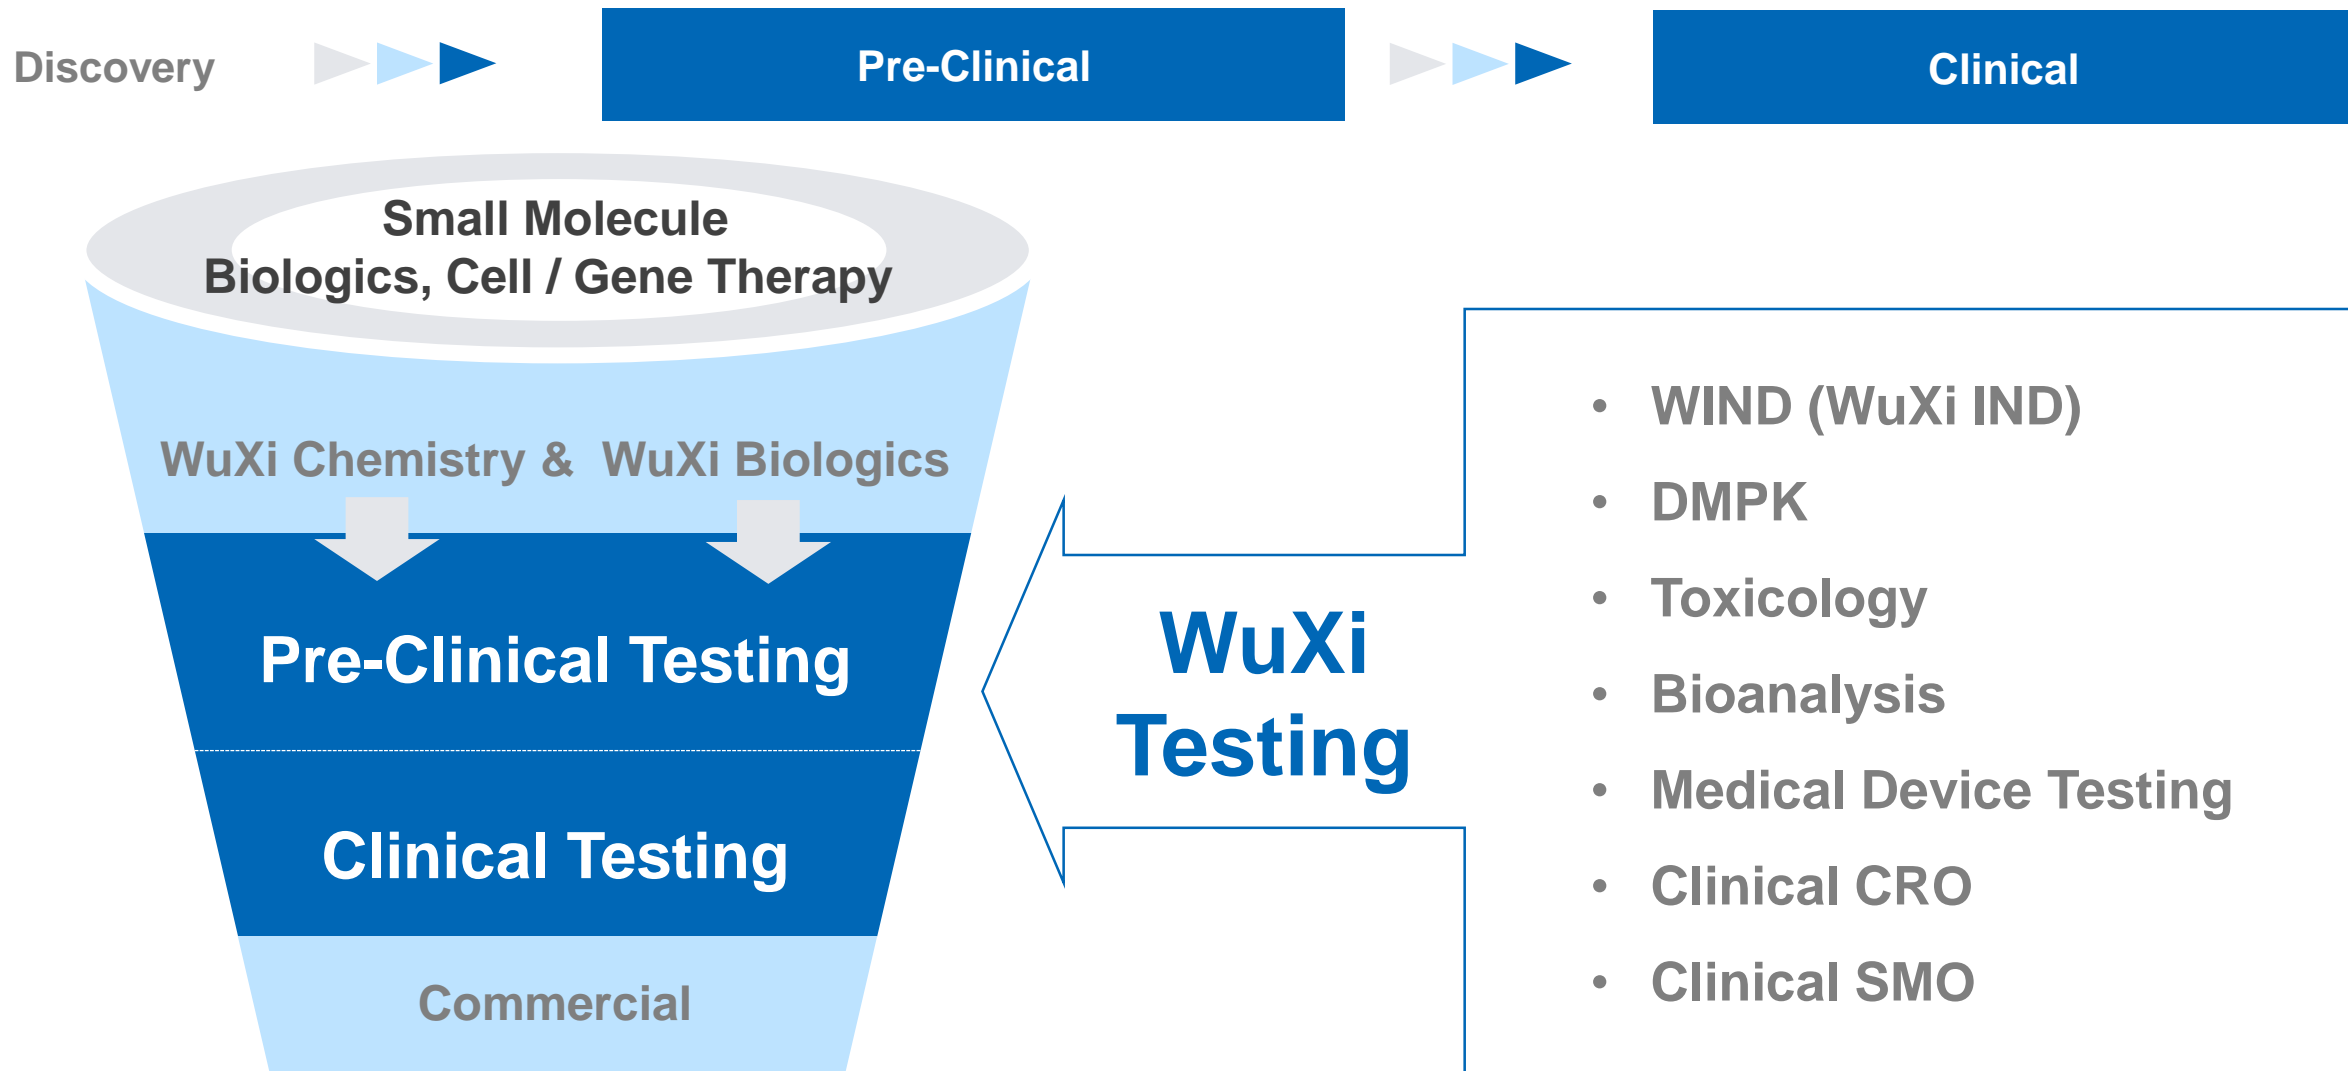 Discovery
Pre-Clinical
Clinical
Small Molecule
Biologics, Cell / Gene Therapy
WuXi Chemistry & WuXi Biologics
Pre-Clinical Testing
Clinical Testing
Commercial
WuXi
Testing
• WIND (WuXi IND)
• DMPK
• Toxicology
• Bioanalysis
• Medical Device Testing
• Clinical CRO
• Clinical SMO